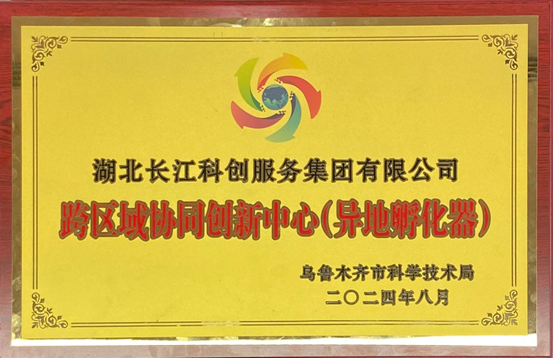 湖北长江科创服务集团有限公司
跨区域协同创新中心(异地孵化器)
乌鲁木齐市科学技术局
二〇二四年八月